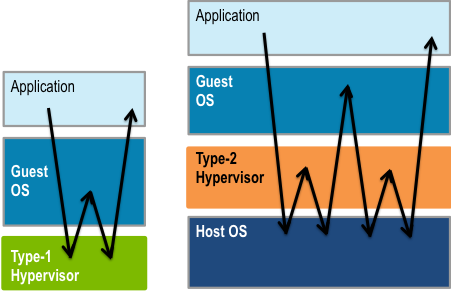 Application
Guest
OS
Type-1
Hypervisor
Application
Guest
OS
Type-2
Hypervisor
Host OS